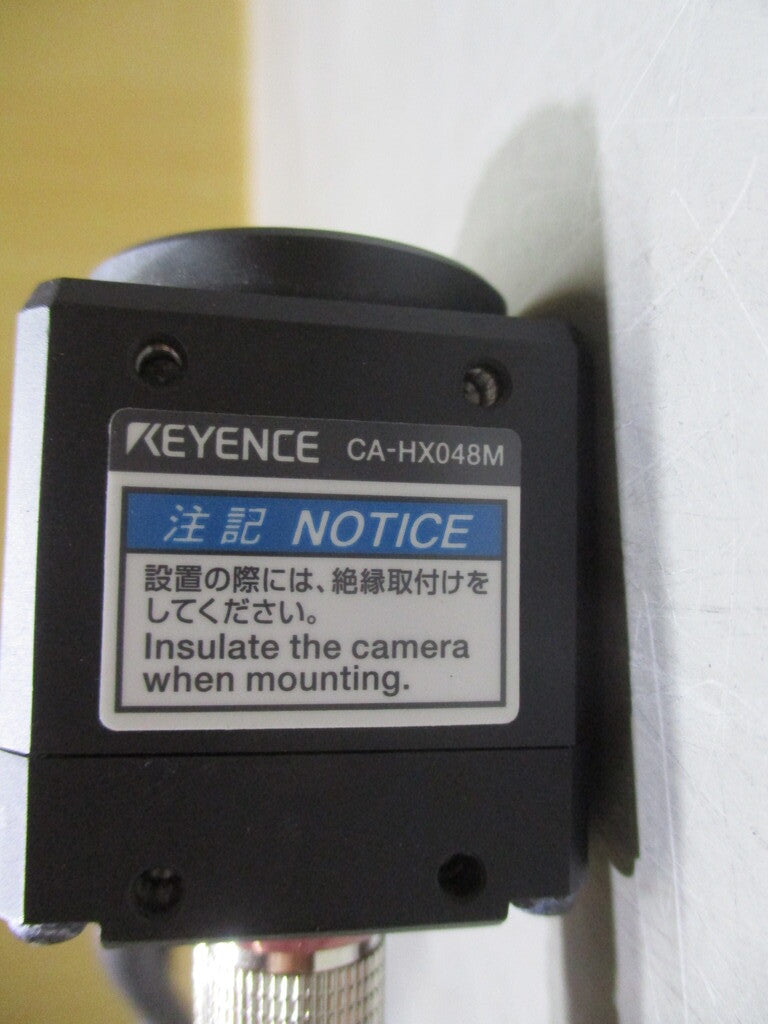 KEYENCE CA-HX048M
注記 NOTICE
設置の際には、絶縁取付けを
してください。
Insulate the camera
when mounting.